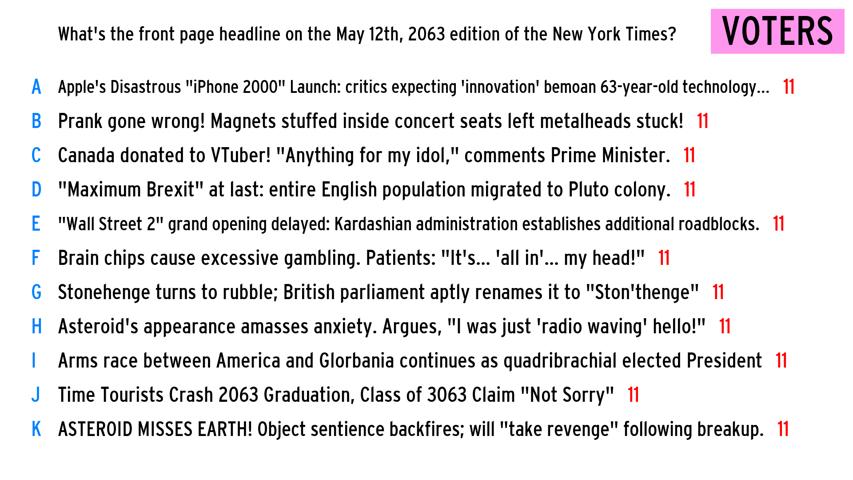 What's the front page headline on the May 12th, 2063 edition of the New York Times? VOTERS
A Apple's Disastrous "iPhone 2000" Launch: critics expecting 'innovation' bemoan 63-year-old technology... 11
B Prank gone wrong! Magnets stuffed inside concert seats left metalheads stuck! 11
C Canada donated to VTuber! "Anything for my idol," comments Prime Minister. 11
D "Maximum Brexit" at last: entire English population migrated to Pluto colony. 11
E "Wall Street 2" grand opening delayed: Kardashian administration establishes additional roadblocks. 11
F Brain chips cause excessive gambling. Patients: "It's... 'all in'... my head!" 11
G Stonehenge turns to rubble; British parliament aptly renames it to "Ston'thenge" 11
H Asteroid's appearance amasses anxiety. Argues, "I was just 'radio waving' hello!" 11
I Arms race between America and Glorbania continues as quadribrachial elected President 11
J Time Tourists Crash 2063 Graduation, Class of 3063 Claim "Not Sorry" 11
K ASTEROID MISSES EARTH! Object sentience backfires; will "take revenge" following breakup. 11